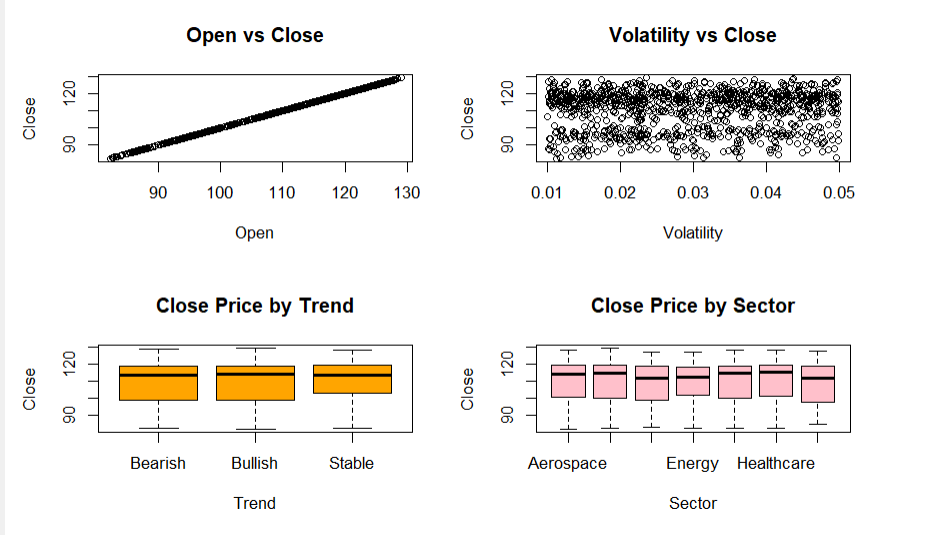 Open vs Close
Close
120
90
90 100 110 120 130
Open
Volatility vs Close
Close
120
90
0.01 0.02 0.03 0.04 0.05
Volatility
Close Price by Trend
Close
120
90
Bearish Bullish Stable
Trend
Close Price by Sector
Close
120
90
Aerospace Energy Healthcare
Sector